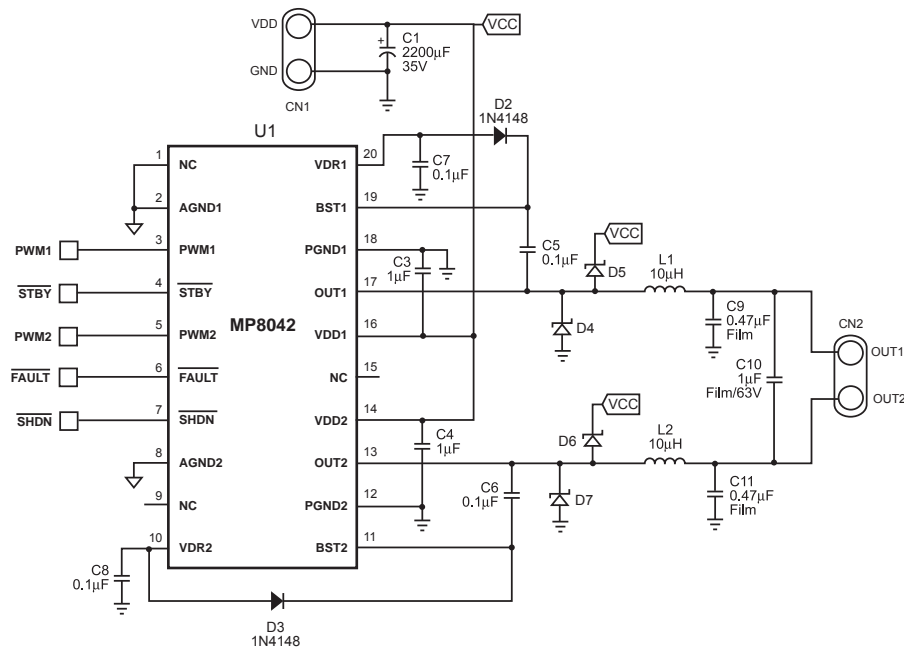 VDD
GND
CN1
C1
2200µF
35V
+
VCC
D2
1N4148
U1
MP8042
1
NC
2
AGND1
3
PWM1
PWM1
4
STBY
STBY
5
PWM2
PWM2
6
FAULT
FAULT
7
SHDN
SHDN
8
AGND2
9
NC
10
VDR2
VDR1
20
BST1
19
PGND1
18
OUT1
17
VDD1
16
NC
15
VDD2
14
OUT2
13
PGND2
12
BST2
11
C7
0.1µF
C3
1µF
C5
0.1µF
VCC
D5
D4
L1
10µH
C9
0.47µF
Film
C10
1µF
Film/63V
CN2
OUT1
OUT2
C4
1µF
C6
0.1µF
VCC
D6
D7
L2
10µH
C11
0.47µF
Film
C8
0.1µF
D3
1N4148